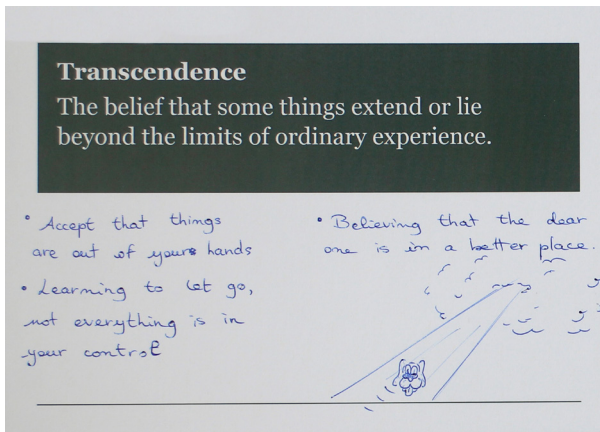 Transcendence
The belief that some things extend or lie
beyond the limits of ordinary experience.
• Accept that things
are out of yours hands
• Learning to let go,
not everything is in
your control
• Believing that the dear
one is in a better place.